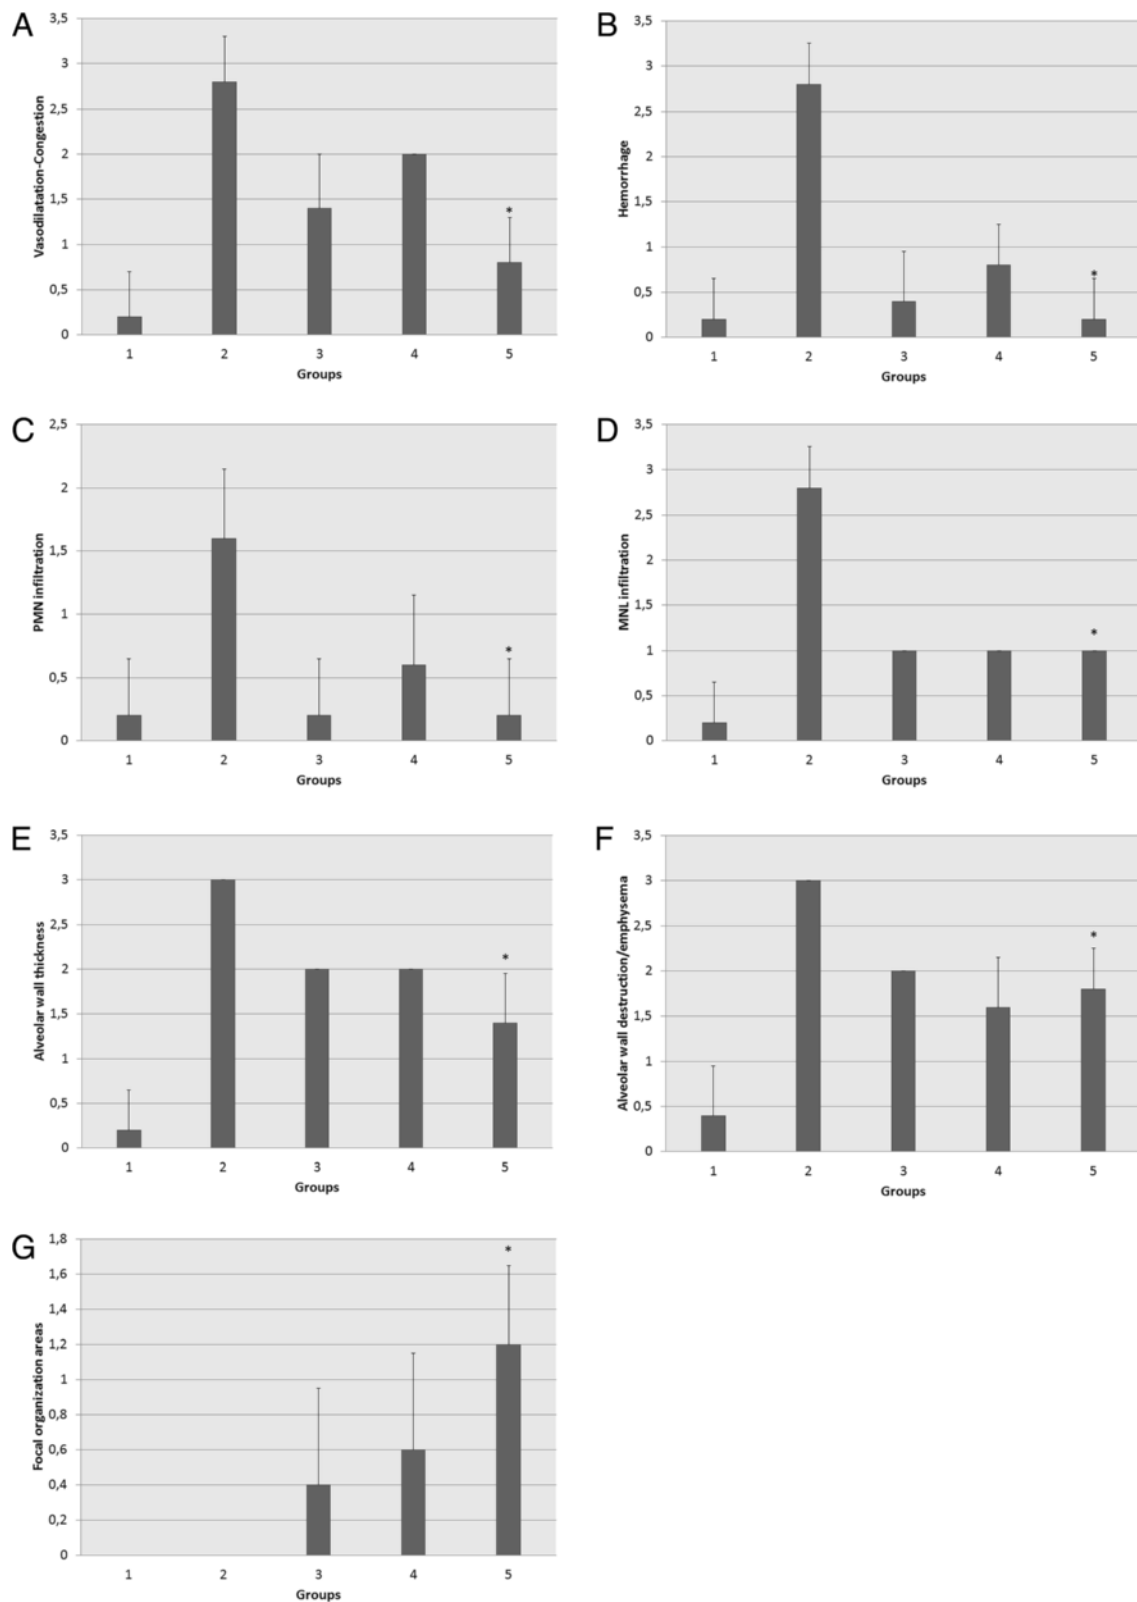 A
Vasodilatation-Congestion
3,5
3
2,5
2
1,5
1
0,5
0
*
1 2 3 4 5
Groups
B
Hemorrhage
3,5
3
2,5
2
1,5
1
0,5
0
*
1 2 3 4 5
Groups
C
PMN infiltration
2,5
2
1,5
1
0,5
0
*
1 2 3 4 5
Groups
D
MNL infiltration
3,5
3
2,5
2
1,5
1
0,5
0
*
1 2 3 4 5
Groups
E
Alveolar wall thickness
3,5
3
2,5
2
1,5
1
0,5
0
*
1 2 3 4 5
Groups
F
Alveolar wall destruction/emphysema
3,5
3
2,5
2
1,5
1
0,5
0
*
1 2 3 4 5
Groups
G
Focal organization areas
1,8
1,6
1,4
1,2
1
0,8
0,6
0,4
0,2
0
*
1 2 3 4 5
Groups